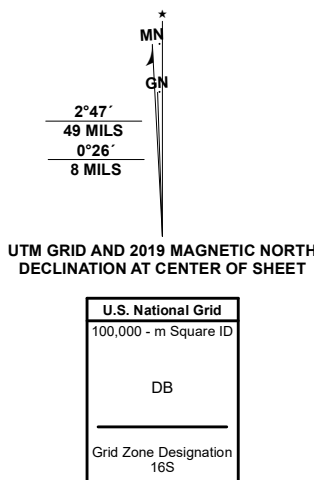 ★
MN
GN
2°47´
49 MILS
0°26´
8 MILS
UTM GRID AND 2019 MAGNETIC NORTH
DECLINATION AT CENTER OF SHEET
U.S. National Grid
100,000 - m Square ID
DB
Grid Zone Designation
16S